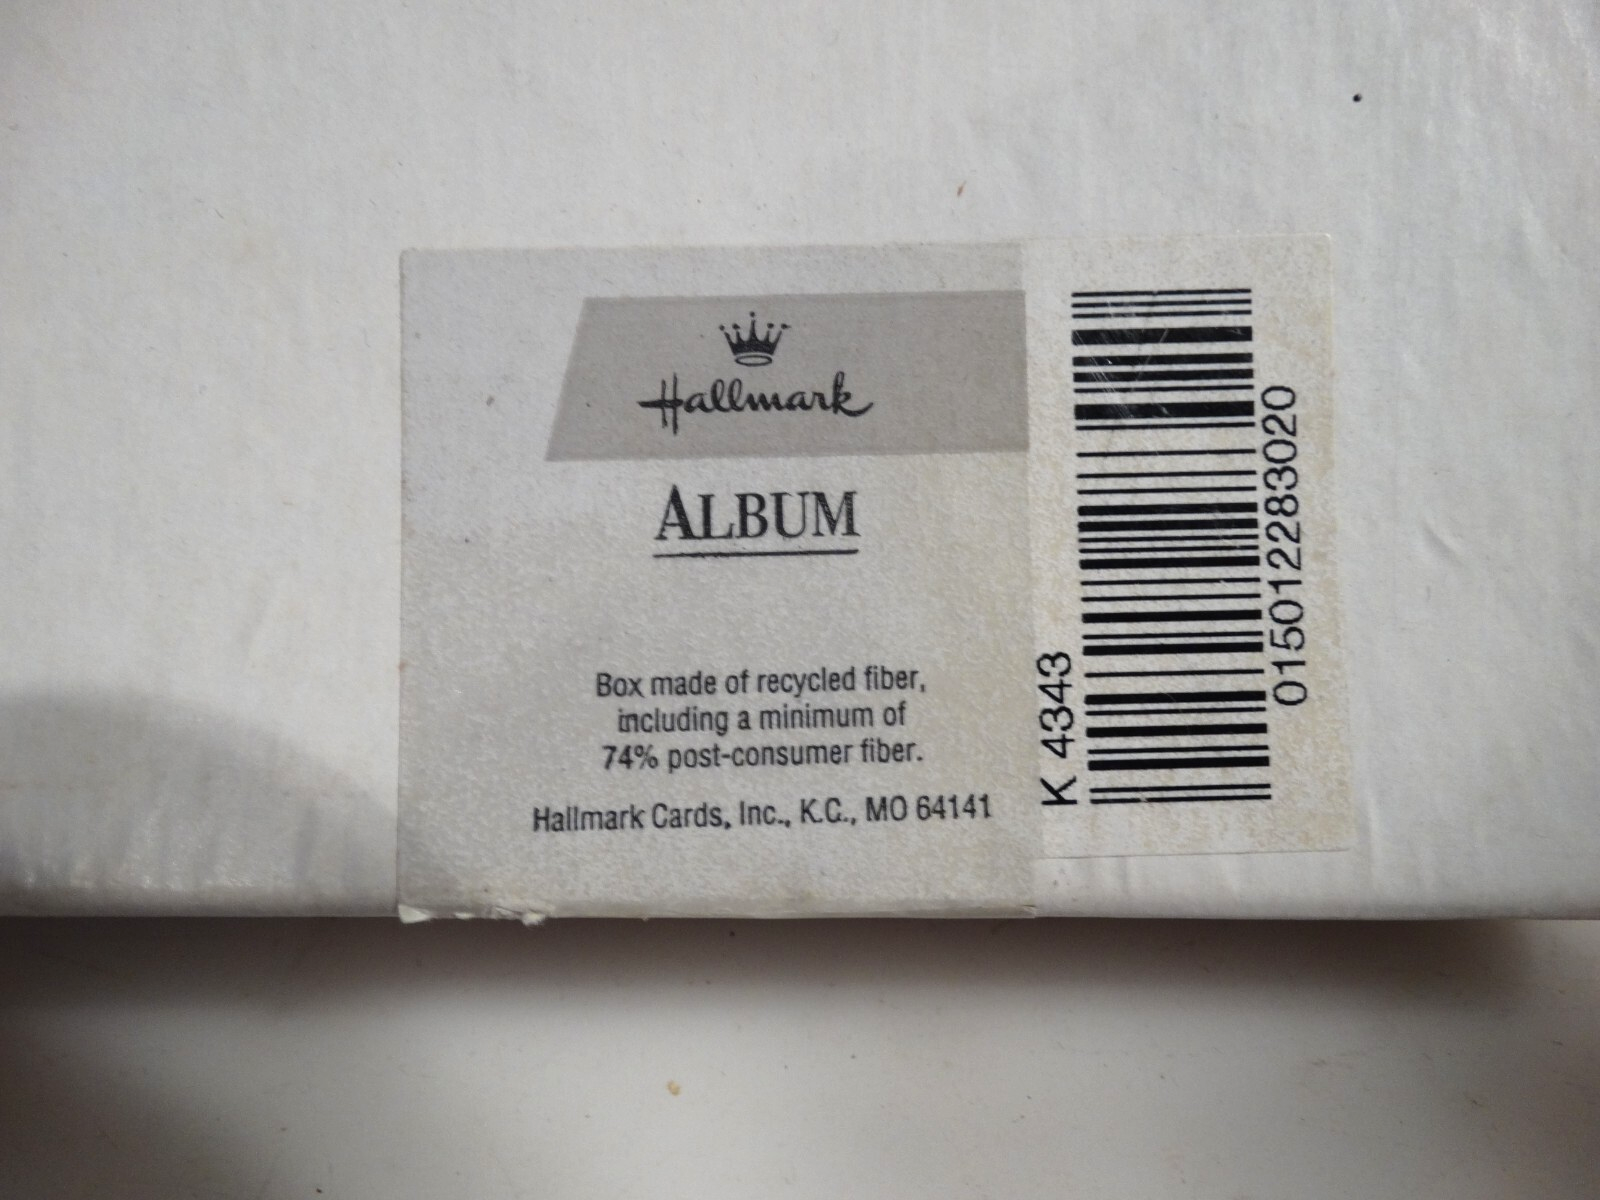 Hallmark
ALBUM
Box made of recycled fiber,
including a minimum of
74% post-consumer fiber.
Hallmark Cards, Inc., K.C., MO 64141
K 4343
015012283020